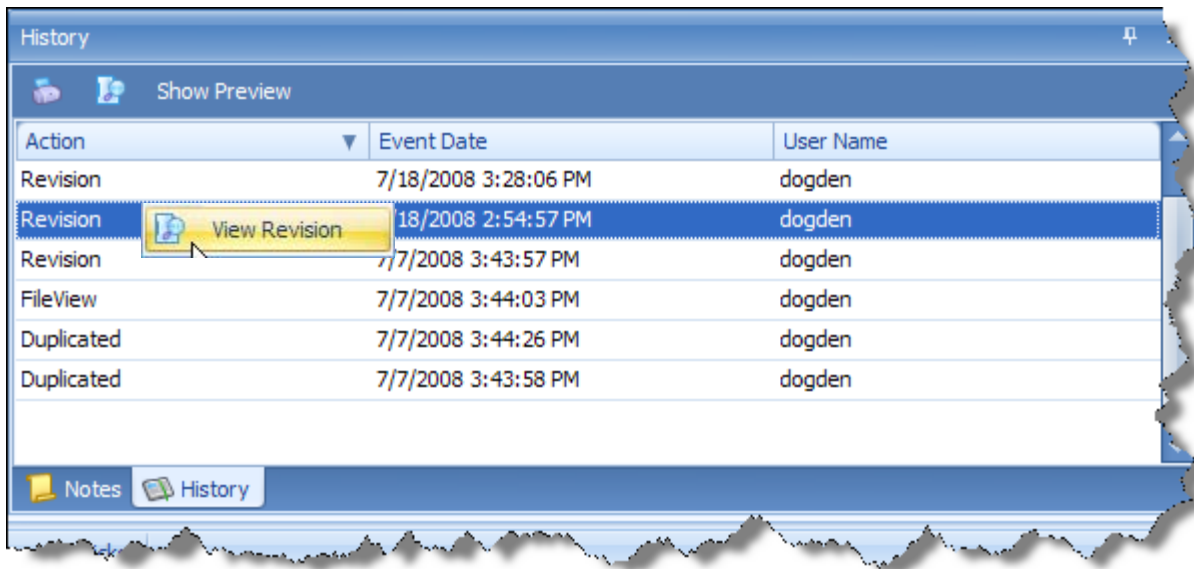 History
Show Preview
Action Event Date User Name
Revision 7/18/2008 3:28:06 PM dogden
Revision /18/2008 2:54:57 PM dogden
View Revision
Revision 7/7/2008 3:43:57 PM dogden
FileView 7/7/2008 3:44:03 PM dogden
Duplicated 7/7/2008 3:44:26 PM dogden
Duplicated 7/7/2008 3:43:58 PM dogden
Notes History